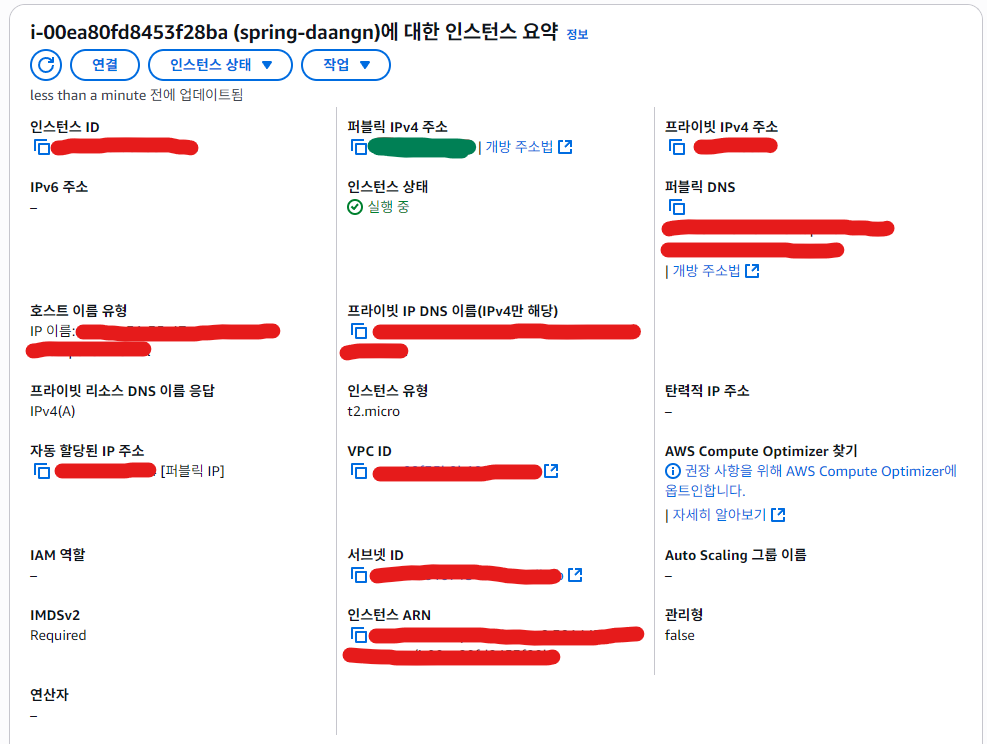 i-00ea80fd8453f28ba (spring-daangn)에 대한 인스턴스 요약 정보
연결 인스턴스 상태 작업
less than a minute 전에 업데이트됨
인스턴스 ID
퍼블릭 IPv4 주소
| 개방 주소법
프라이빗 IPv4 주소
IPv6 주소
–
인스턴스 상태
실행 중
퍼블릭 DNS
| 개방 주소법
호스트 이름 유형
IP 이름:
프라이빗 IP DNS 이름(IPv4만 해당)
프라이빗 리소스 DNS 이름 응답
IPv4(A)
인스턴스 유형
t2.micro
탄력적 IP 주소
–
자동 할당된 IP 주소
[퍼블릭 IP]
VPC ID
AWS Compute Optimizer 찾기
권장 사항을 위해 AWS Compute Optimizer에
옵트인합니다.
| 자세히 알아보기
IAM 역할
–
서브넷 ID
Auto Scaling 그룹 이름
–
IMDSv2
Required
인스턴스 ARN
관리형
false
연산자
–